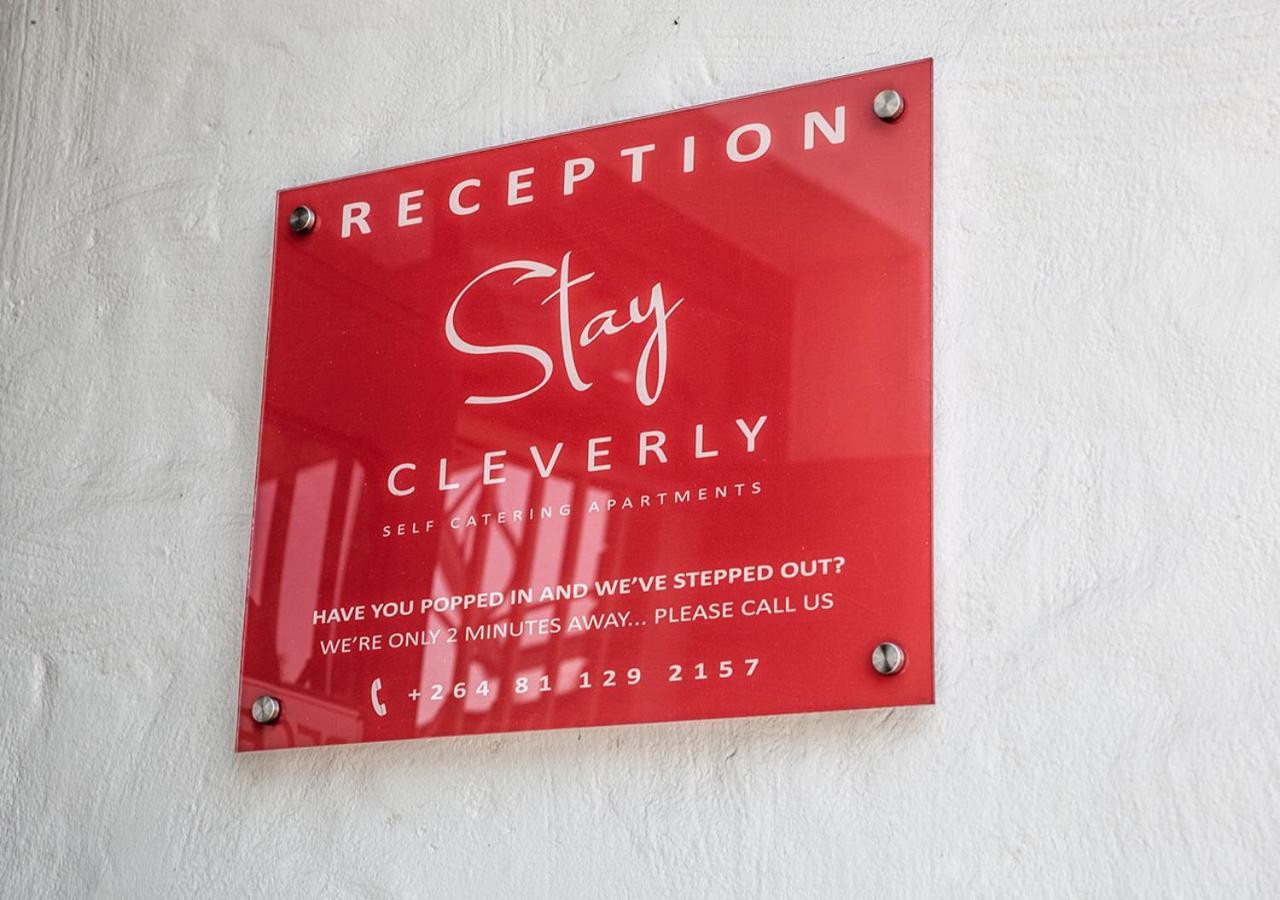 RECEPTION
Stay
CLEVERLY
SELF CATERING APARTMENTS
HAVE YOU POPPED IN AND WE'VE STEPPED OUT?
WE'RE ONLY 2 MINUTES AWAY... PLEASE CALL US
+264 81 129 2157